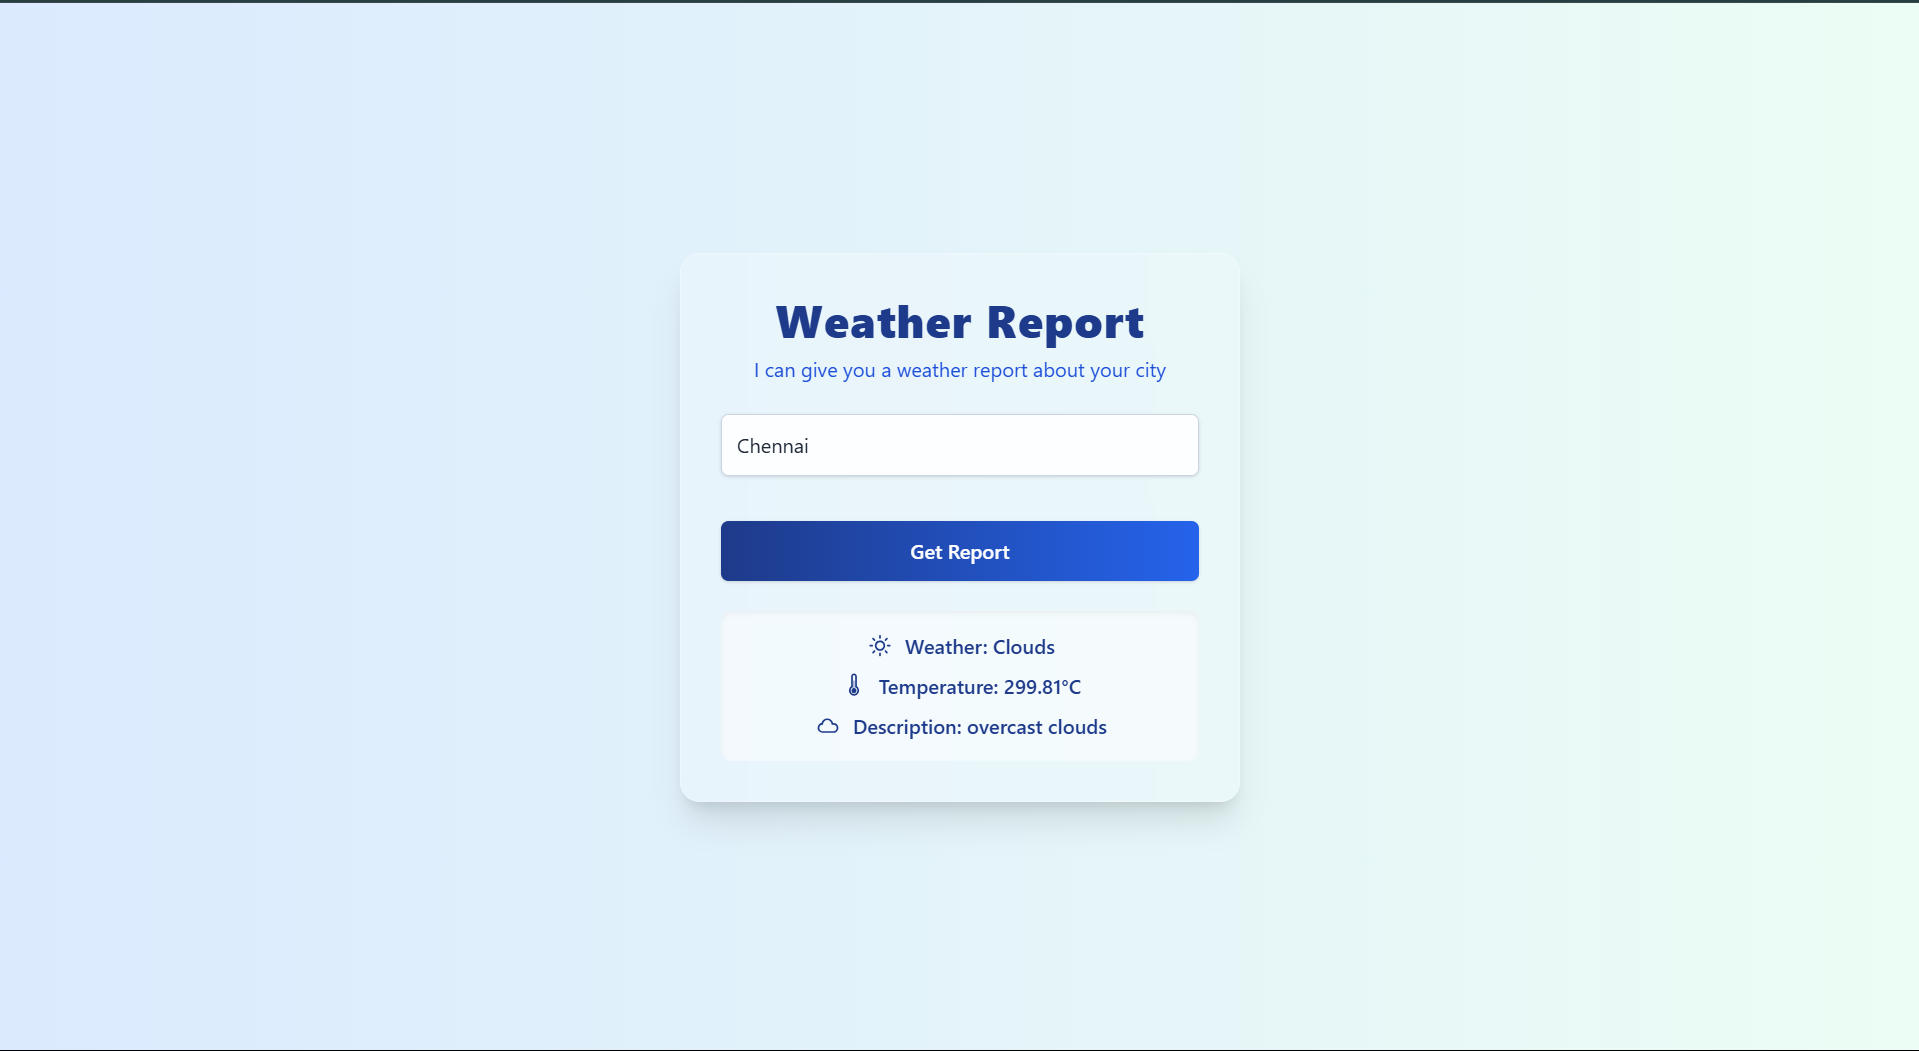 Weather Report
I can give you a weather report about your city
Chennai
Get Report
Weather: Clouds
Temperature: 299.81°C
Description: overcast clouds